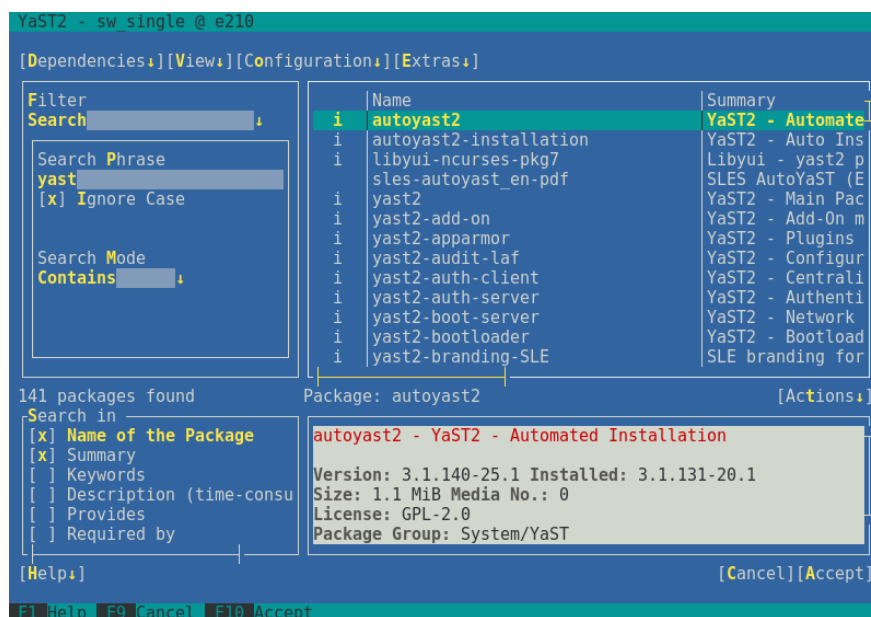 YaST2 - sw_single @ e210
[Dependencies↓][View↓][Configuration↓][Extras↓]
Filter
Search ↓
Search Phrase
yast
[x] Ignore Case
Search Mode
Contains ↓
Name Summary
i autoyast2 YaST2 - Automate
i autoyast2-installation YaST2 - Auto Ins
i libyui-ncurses-pkg7 Libyui - yast2 p
sles-autoyast_en-pdf SLES AutoYaST (E
i yast2 YaST2 - Main Pac
i yast2-add-on YaST2 - Add-On m
i yast2-apparmor YaST2 - Plugins
i yast2-audit-laf YaST2 - Configur
i yast2-auth-client YaST2 - Centrali
i yast2-auth-server YaST2 - Authenti
i yast2-boot-server YaST2 - Network
i yast2-bootloader YaST2 - Bootload
i yast2-branding-SLE SLE branding for
141 packages found
Package: autoyast2 [Actions↓]
Search in
[x] Name of the Package
[x] Summary
[ ] Keywords
[ ] Description (time-consu
[ ] Provides
[ ] Required by
autoyast2 - YaST2 - Automated Installation
Version: 3.1.140-25.1 Installed: 3.1.131-20.1
Size: 1.1 MiB Media No.: 0
License: GPL-2.0
Package Group: System/YaST
[Help↓] [Cancel][Accept]
F1 Help F9 Cancel F10 Accept